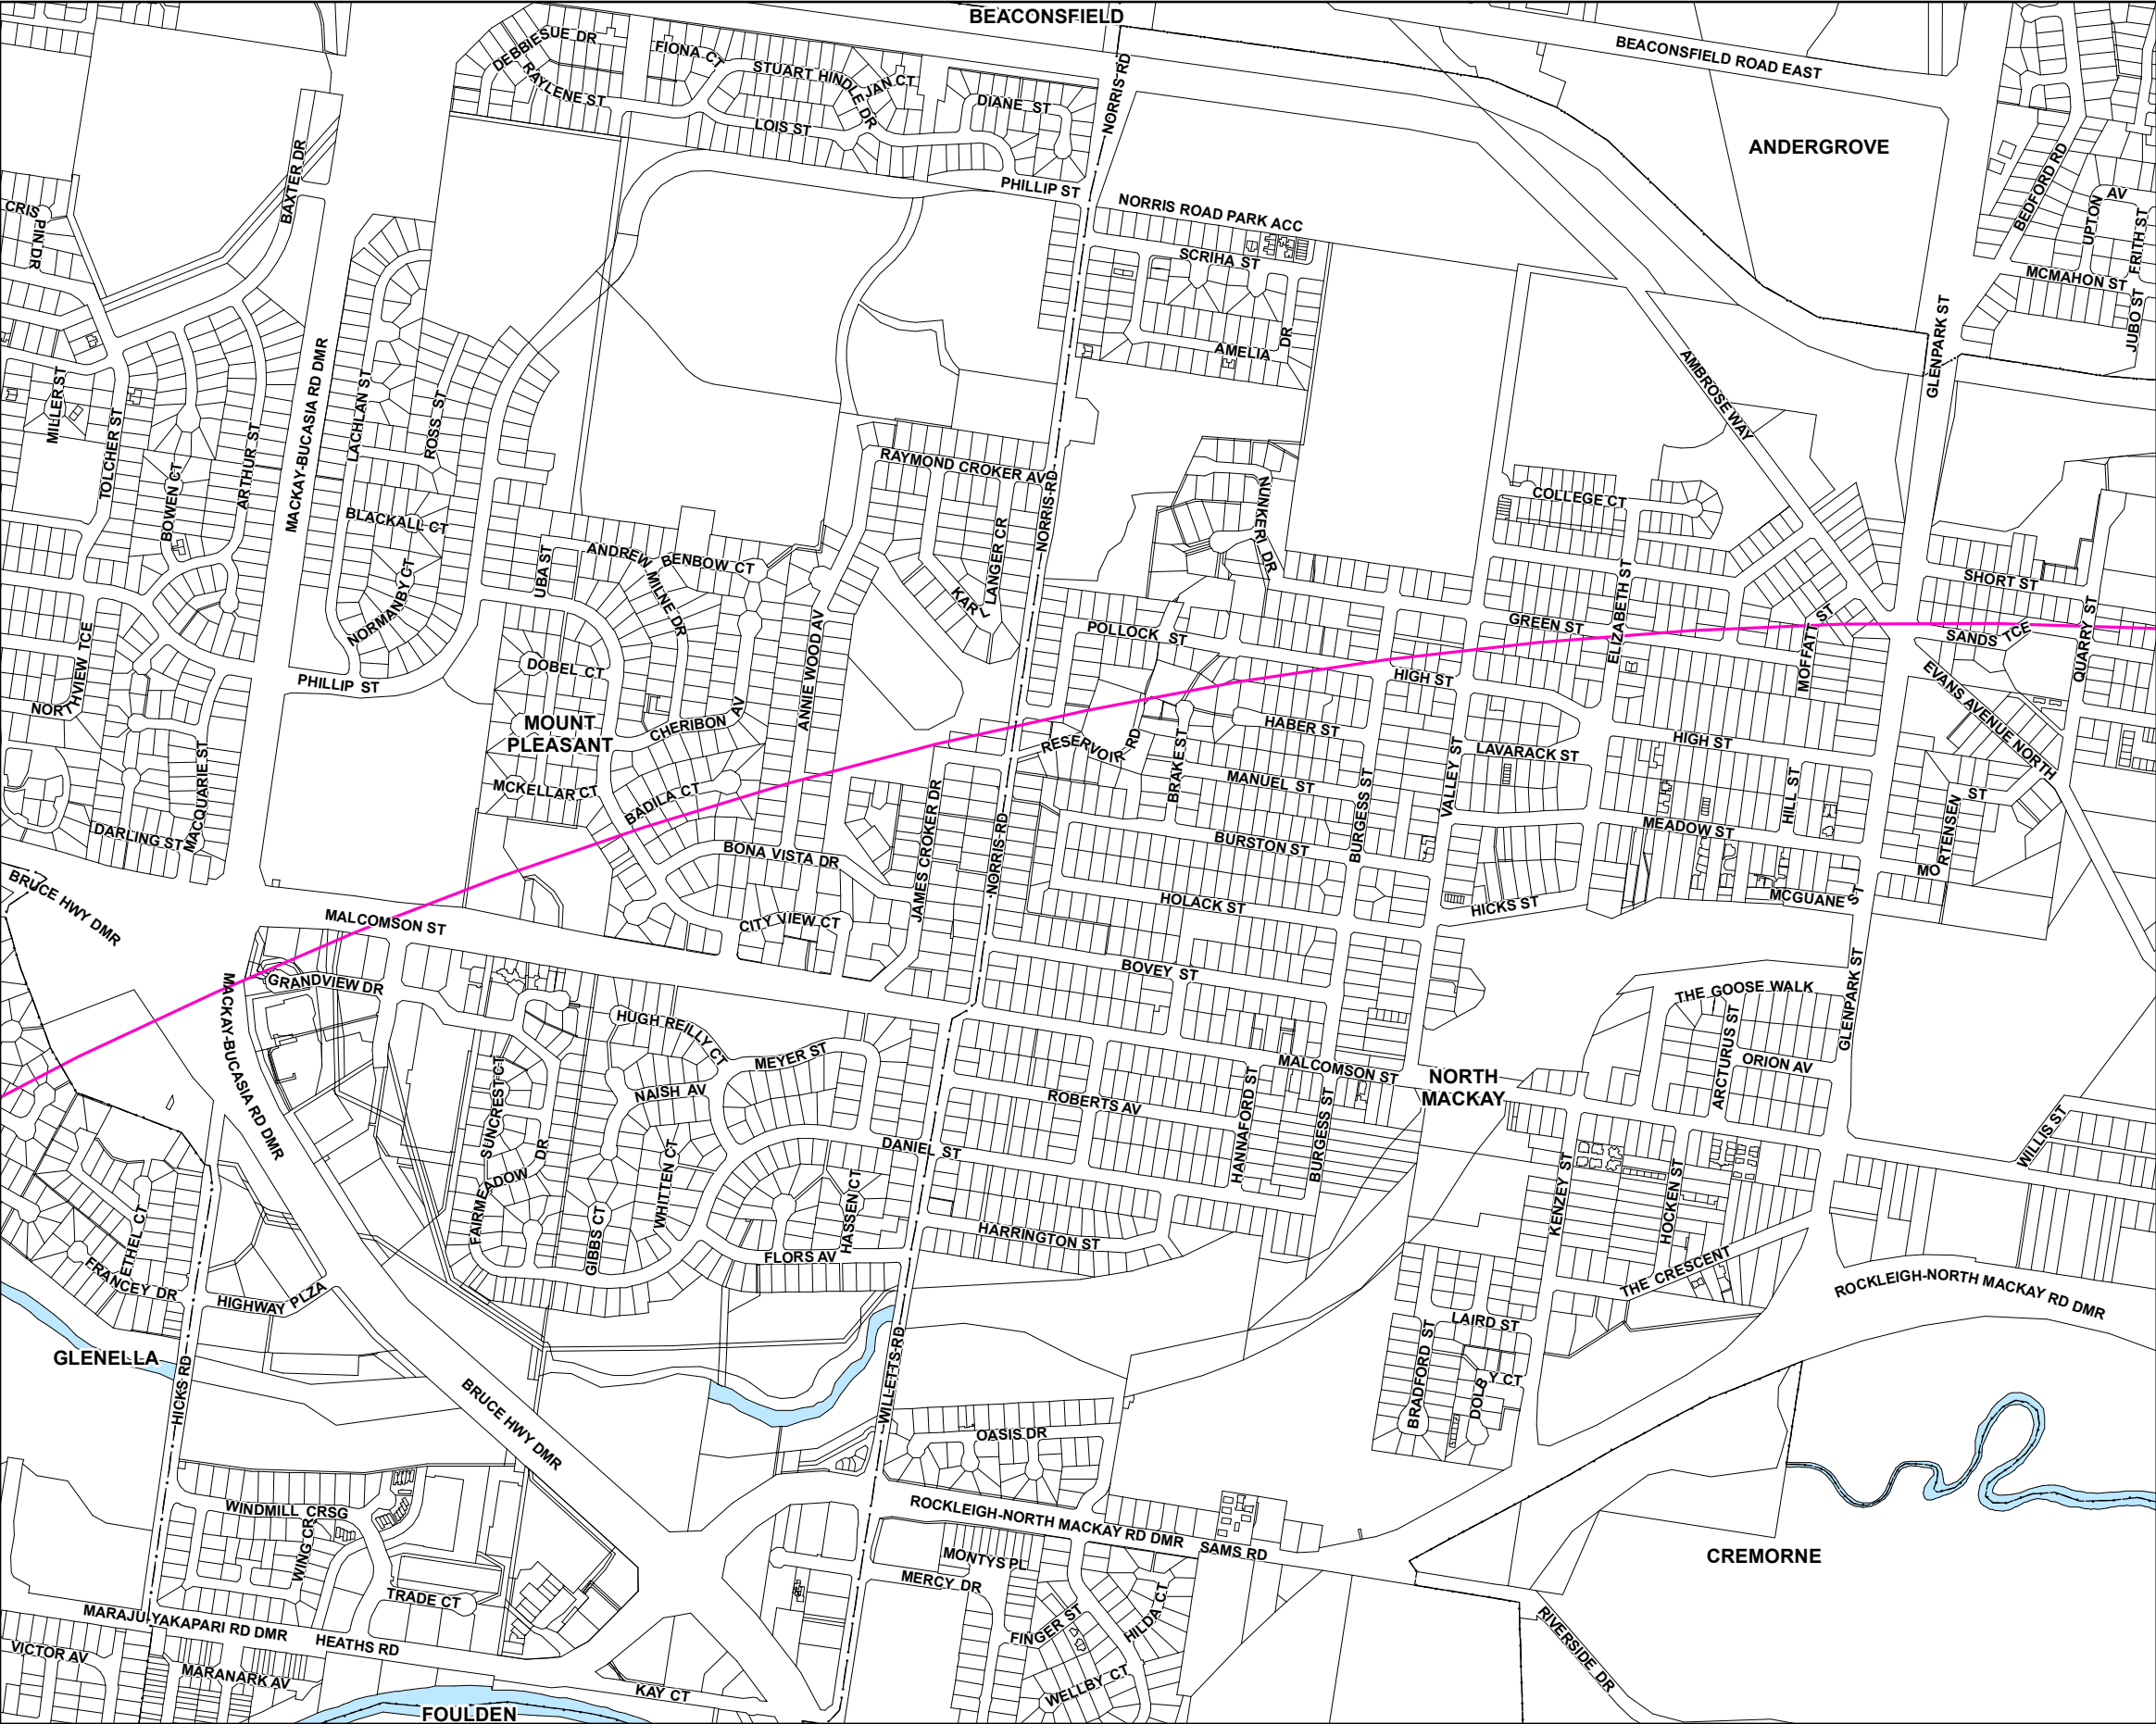 BEACONSFIELD
DEBBIESUE DR
FIONA CT
RAYLENE ST
STUART HINDLE DR
JAN CT
LOIS ST
DIANE ST
NORRIS RD
BEACONSFIELD ROAD EAST
ANDERGROVE
BEDFORD RD
UPTON
AV
FRITH ST
MCMAHON ST
JUBO ST
BAXTER DR
CRIS
PIN DR
PHILLIP ST
NORRIS ROAD PARK ACC
SCRIHA ST
AMELIA
DR
GLENPARK ST
AMBROSE WAY
MILLER ST
TOLCHER ST
BOWEN CT
ARTHUR ST
MACKAY-BUCASIA RD DMR
LACHLAN ST
ROSS ST
BLACKALL CT
NORMANBY CT
RAYMOND CROKER AV
NORRIS RD
LANGER CR
KARL
NUNKERI DR
COLLEGE CT
ELIZABETH ST
UBA ST
ANDREW MILNE DR
BENBOW CT
SHORT ST
GREEN ST
POLLOCK ST
MOFFATT ST
SANDS TCE
QUARRY ST
EVANS AVENUE NORTH
NORTHVIEW TCE
PHILLIP ST
DOBEL CT
ANNIE WOOD AV
CHERIBON AV
MOUNT
PLEASANT
HIGH ST
HABER ST
RESERVOIR RD
BRAKE ST
MANUEL ST
BURGESS ST
VALLEY ST
LAVARACK ST
HIGH ST
HILL ST
MEADOW ST
MORTENSEN
ST
MACQUARIE ST
DARLING ST
MCKELLAR CT
BADILA CT
BONA VISTA DR
JAMES CROKER DR
NORRIS RD
BURSTON ST
HOLACK ST
HICKS ST
MCGUANE ST
BRUCE HWY DMR
MALCOMSON ST
CITY VIEW CT
BOVEY ST
GRANDVIEW DR
MACKAY-BUCASIA RD DMR
THE GOOSE WALK
ARCTURUS ST
ORION AV
GLENPARK ST
HUGH REILLY CT
MEYER ST
NAISH AV
SUNCREST CT
MALCOMSON ST
NORTH
MACKAY
ROBERTS AV
HANNAFORD ST
BURGESS ST
DANIEL ST
WILLIS ST
FAIRMEADOW DR
GIBBS CT
WHITTEN CT
HASSEN CT
FLORS AV
HARRINGTON ST
KENZEY ST
HOCKEN ST
THE CRESCENT
ROCKLEIGH-NORTH MACKAY RD DMR
ETHEL CT
FRANCEY DR
HIGHWAY PLZA
GLENELLA
HICKS RD
BRUCE HWY DMR
WILLETTS RD
LAIRD ST
BRADFORD ST
DOLBY CT
OASIS DR
WINDMILL CRSG
WING CR
TRADE CT
ROCKLEIGH-NORTH MACKAY RD DMR
SAMS RD
MONTYS PL
MERCY DR
CREMORNE
MARAJU-YAKAPARI RD DMR
HEATHS RD
FINGER ST
HILDA CT
WELLBY CT
RIVERSIDE DR
VICTOR AV
MARANARK AV
KAY CT
FOULDEN